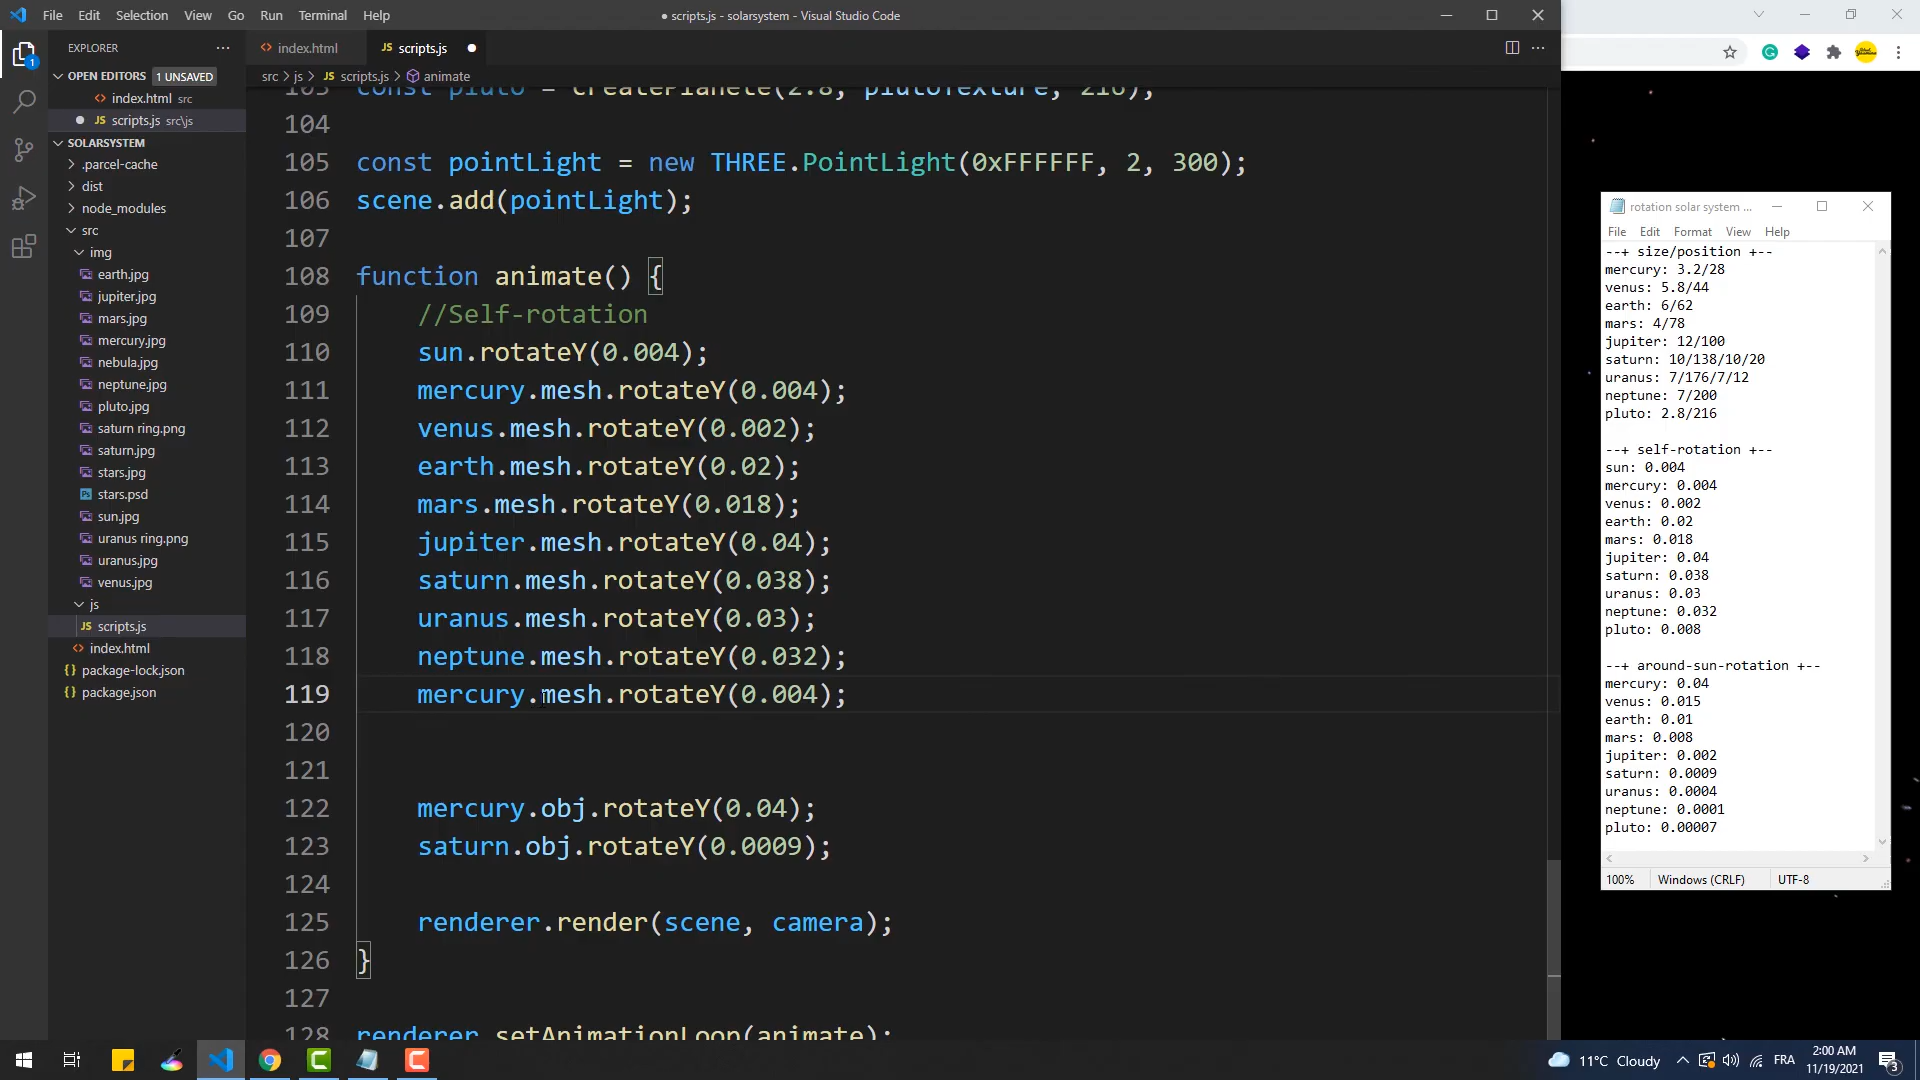 File Edit Selection View Go Run Terminal Help
● scripts.js - solarsystem - Visual Studio Code
EXPLORER
OPEN EDITORS 1 UNSAVED
index.html src
JS scripts.js src\js
SOLARSYSTEM
.parcel-cache
dist
node_modules
src
img
earth.jpg
jupiter.jpg
mars.jpg
mercury.jpg
nebula.jpg
neptune.jpg
pluto.jpg
saturn ring.png
saturn.jpg
stars.jpg
stars.psd
sun.jpg
uranus ring.png
uranus.jpg
venus.jpg
js
JS scripts.js
index.html
{} package-lock.json
{} package.json
index.html
JS scripts.js
src > js > JS scripts.js > animate
103 const pluto = createPlanete(2.8, plutoTexture, 216);
104
105 const pointLight = new THREE.PointLight(0xFFFFFF, 2, 300);
106 scene.add(pointLight);
107
108 function animate() {
109 //Self-rotation
110 sun.rotateY(0.004);
111 mercury.mesh.rotateY(0.004);
112 venus.mesh.rotateY(0.002);
113 earth.mesh.rotateY(0.02);
114 mars.mesh.rotateY(0.018);
115 jupiter.mesh.rotateY(0.04);
116 saturn.mesh.rotateY(0.038);
117 uranus.mesh.rotateY(0.03);
118 neptune.mesh.rotateY(0.032);
119 mercury.mesh.rotateY(0.004);
120
121
122 mercury.obj.rotateY(0.04);
123 saturn.obj.rotateY(0.0009);
124
125 renderer.render(scene, camera);
126 }
127
128 renderer.setAnimationLoop(animate);
rotation solar system ...
File Edit Format View Help
--+ size/position +--
mercury: 3.2/28
venus: 5.8/44
earth: 6/62
mars: 4/78
jupiter: 12/100
saturn: 10/138/10/20
uranus: 7/176/7/12
neptune: 7/200
pluto: 2.8/216
--+ self-rotation +--
sun: 0.004
mercury: 0.004
venus: 0.002
earth: 0.02
mars: 0.018
jupiter: 0.04
saturn: 0.038
uranus: 0.03
neptune: 0.032
pluto: 0.008
--+ around-sun-rotation +--
mercury: 0.04
venus: 0.015
earth: 0.01
mars: 0.008
jupiter: 0.002
saturn: 0.0009
uranus: 0.0004
neptune: 0.0001
pluto: 0.00007
100% Windows (CRLF) UTF-8
1
11°C Cloudy
FRA
2:00 AM
11/19/2021
3